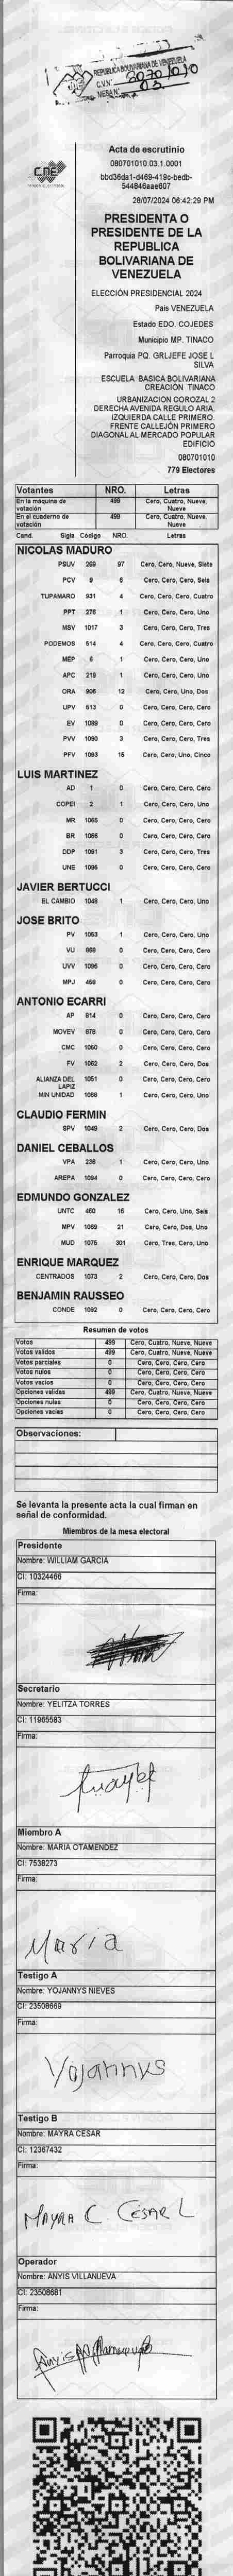 REPUBLICA BOLIVARIANA DE VENEZUELA
C.V.N° 080701010
MESA N° 03
CNE
Acta de escrutinio
080701010.03.1.0001
bbd36da1-d469-419c-bedb-
544846aae607
28/07/2024 06:42:29 PM
PRESIDENTA O
PRESIDENTE DE LA
REPUBLICA
BOLIVARIANA DE
VENEZUELA
ELECCIÓN PRESIDENCIAL 2024
Pais VENEZUELA
Estado EDO. COJEDES
Municipio MP. TINACO
Parroquia PQ. GRLJEFE JOSE L
SILVA
ESCUELA BASICA BOLIVARIANA
CREACIÓN TINACO
URBANIZACION COROZAL 2
DERECHA AVENIDA REGULO ARIA.
IZQUIERDA CALLE PRIMERO.
FRENTE CALLEJÓN PRIMERO
DIAGONAL AL MERCADO POPULAR
EDIFICIO
080701010
779 Electores
Votantes NRO. Letras
En la máquina de votación 499 Cero, Cuatro, Nueve, Nueve
En el cuaderno de votación 499 Cero, Cuatro, Nueve, Nueve
Cand. Sigla Código NRO. Letras
NICOLAS MADURO
PSUV 269 97 Cero, Cero, Nueve, Siete
PCV 9 6 Cero, Cero, Cero, Seis
TUPAMARO 931 4 Cero, Cero, Cero, Cuatro
PPT 276 1 Cero, Cero, Cero, Uno
MSV 1017 3 Cero, Cero, Cero, Tres
PODEMOS 514 4 Cero, Cero, Cero, Cuatro
MEP 6 1 Cero, Cero, Cero, Uno
APC 219 1 Cero, Cero, Cero, Uno
ORA 906 12 Cero, Cero, Uno, Dos
UPV 513 0 Cero, Cero, Cero, Cero
EV 1089 0 Cero, Cero, Cero, Cero
PVV 1090 3 Cero, Cero, Cero, Tres
PFV 1093 15 Cero, Cero, Uno, Cinco
LUIS MARTINEZ
AD 1 0 Cero, Cero, Cero, Cero
COPEI 2 1 Cero, Cero, Cero, Uno
MR 1065 0 Cero, Cero, Cero, Cero
BR 1086 0 Cero, Cero, Cero, Cero
DDP 1091 3 Cero, Cero, Cero, Tres
UNE 1095 0 Cero, Cero, Cero, Cero
JAVIER BERTUCCI
EL CAMBIO 1048 1 Cero, Cero, Cero, Uno
JOSE BRITO
PV 1053 1 Cero, Cero, Cero, Uno
VU 868 0 Cero, Cero, Cero, Cero
UVV 1096 0 Cero, Cero, Cero, Cero
MPJ 458 0 Cero, Cero, Cero, Cero
ANTONIO ECARRI
AP 814 0 Cero, Cero, Cero, Cero
MOVEV 878 0 Cero, Cero, Cero, Cero
CMC 1050 0 Cero, Cero, Cero, Cero
FV 1062 2 Cero, Cero, Cero, Dos
ALIANZA DEL LAPIZ 1051 0 Cero, Cero, Cero, Cero
MIN UNIDAD 1068 1 Cero, Cero, Cero, Uno
CLAUDIO FERMIN
SPV 1049 2 Cero, Cero, Cero, Dos
DANIEL CEBALLOS
VPA 236 1 Cero, Cero, Cero, Uno
AREPA 1094 0 Cero, Cero, Cero, Cero
EDMUNDO GONZALEZ
UNTC 460 16 Cero, Cero, Uno, Seis
MPV 1069 21 Cero, Cero, Dos, Uno
MUD 1075 301 Cero, Tres, Cero, Uno
ENRIQUE MARQUEZ
CENTRADOS 1073 2 Cero, Cero, Cero, Dos
BENJAMIN RAUSSEO
CONDE 1092 0 Cero, Cero, Cero, Cero
Resumen de votos
Votos 499 Cero, Cuatro, Nueve, Nueve
Votos validos 499 Cero, Cuatro, Nueve, Nueve
Votos parciales 0 Cero, Cero, Cero, Cero
Votos nulos 0 Cero, Cero, Cero, Cero
Votos vacios 0 Cero, Cero, Cero, Cero
Opciones validas 499 Cero, Cuatro, Nueve, Nueve
Opciones nulas 0 Cero, Cero, Cero, Cero
Opciones vacias 0 Cero, Cero, Cero, Cero
Observaciones:
Se levanta la presente acta la cual firman en
señal de conformidad.
Miembros de la mesa electoral
Presidente
Nombre: WILLIAM GARCIA
CI: 10324466
Firma:
Secretario
Nombre: YELITZA TORRES
CI: 11965583
Firma:
Miembro A
Nombre: MARIA OTAMENDEZ
CI: 7538273
Firma:
Maria
Testigo A
Nombre: YOJANNYS NIEVES
CI: 23508669
Firma:
Yojannys
Testigo B
Nombre: MAYRA CESAR
CI: 12367432
Firma:
MAYRA C CESAR L
Operador
Nombre: ANYIS VILLANUEVA
CI: 23508681
Firma: